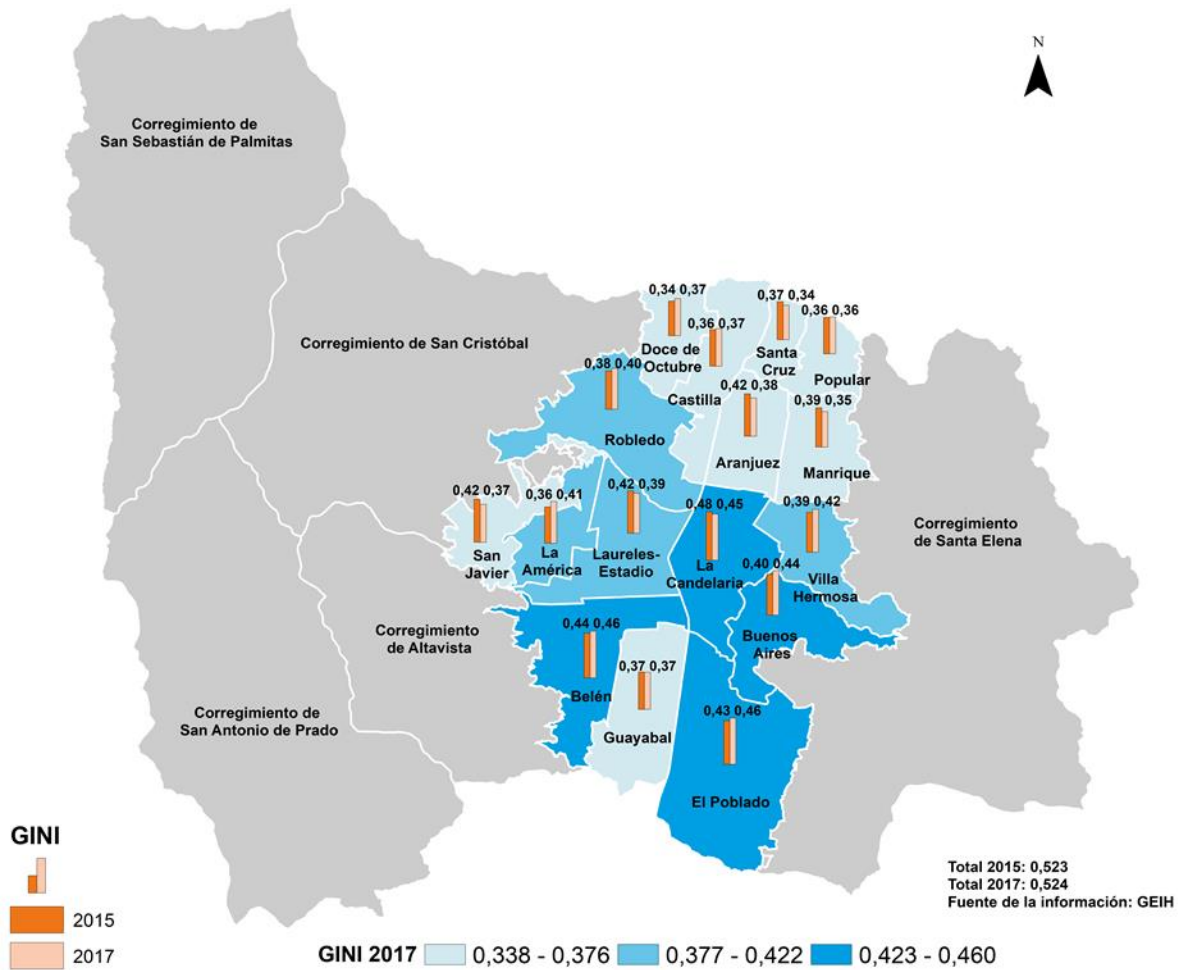 N
Corregimiento de
San Sebastián de Palmitas
Corregimiento de San Cristóbal
0,34 0,37
Doce de
Octubre
0,36 0,37
Castilla
0,37 0,34
Santa
Cruz
0,36 0,36
Popular
0,38 0,40
Robledo
0,42 0,38
Aranjuez
0,39 0,35
Manrique
0,42 0,37
San
Javier
0,36 0,41
La
América
0,42 0,39
Laureles-
Estadio
0,48 0,45
La
Candelaria
0,39 0,42
Villa
Hermosa
Corregimiento
de Santa Elena
0,40 0,44
Buenos
Aires
Corregimiento
de Altavista
0,44 0,46
Belén
0,37 0,37
Guayabal
Corregimiento de
San Antonio de Prado
0,43 0,46
El Poblado
GINI
2015
2017
Total 2015: 0,523
Total 2017: 0,524
Fuente de la información: GEIH
GINI 2017 0,338 - 0,376 0,377 - 0,422 0,423 - 0,460